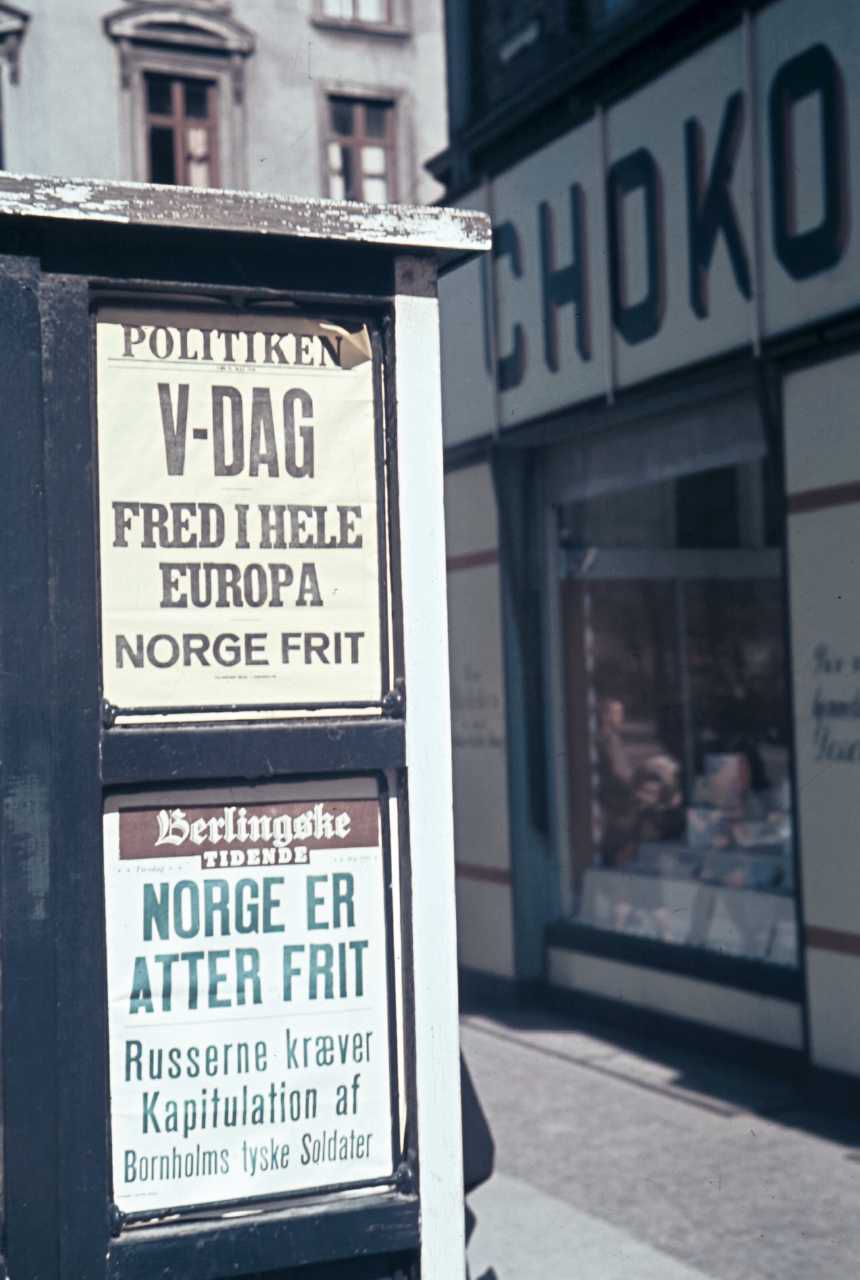 POLITIKEN
V-DAG
FRED I HELE
EUROPA
NORGE FRIT
Berlingske
TIDENDE
NORGE ER
ATTER FRIT
Russerne kræver
Kapitulation af
Bornholms tyske Soldater
CHOKO